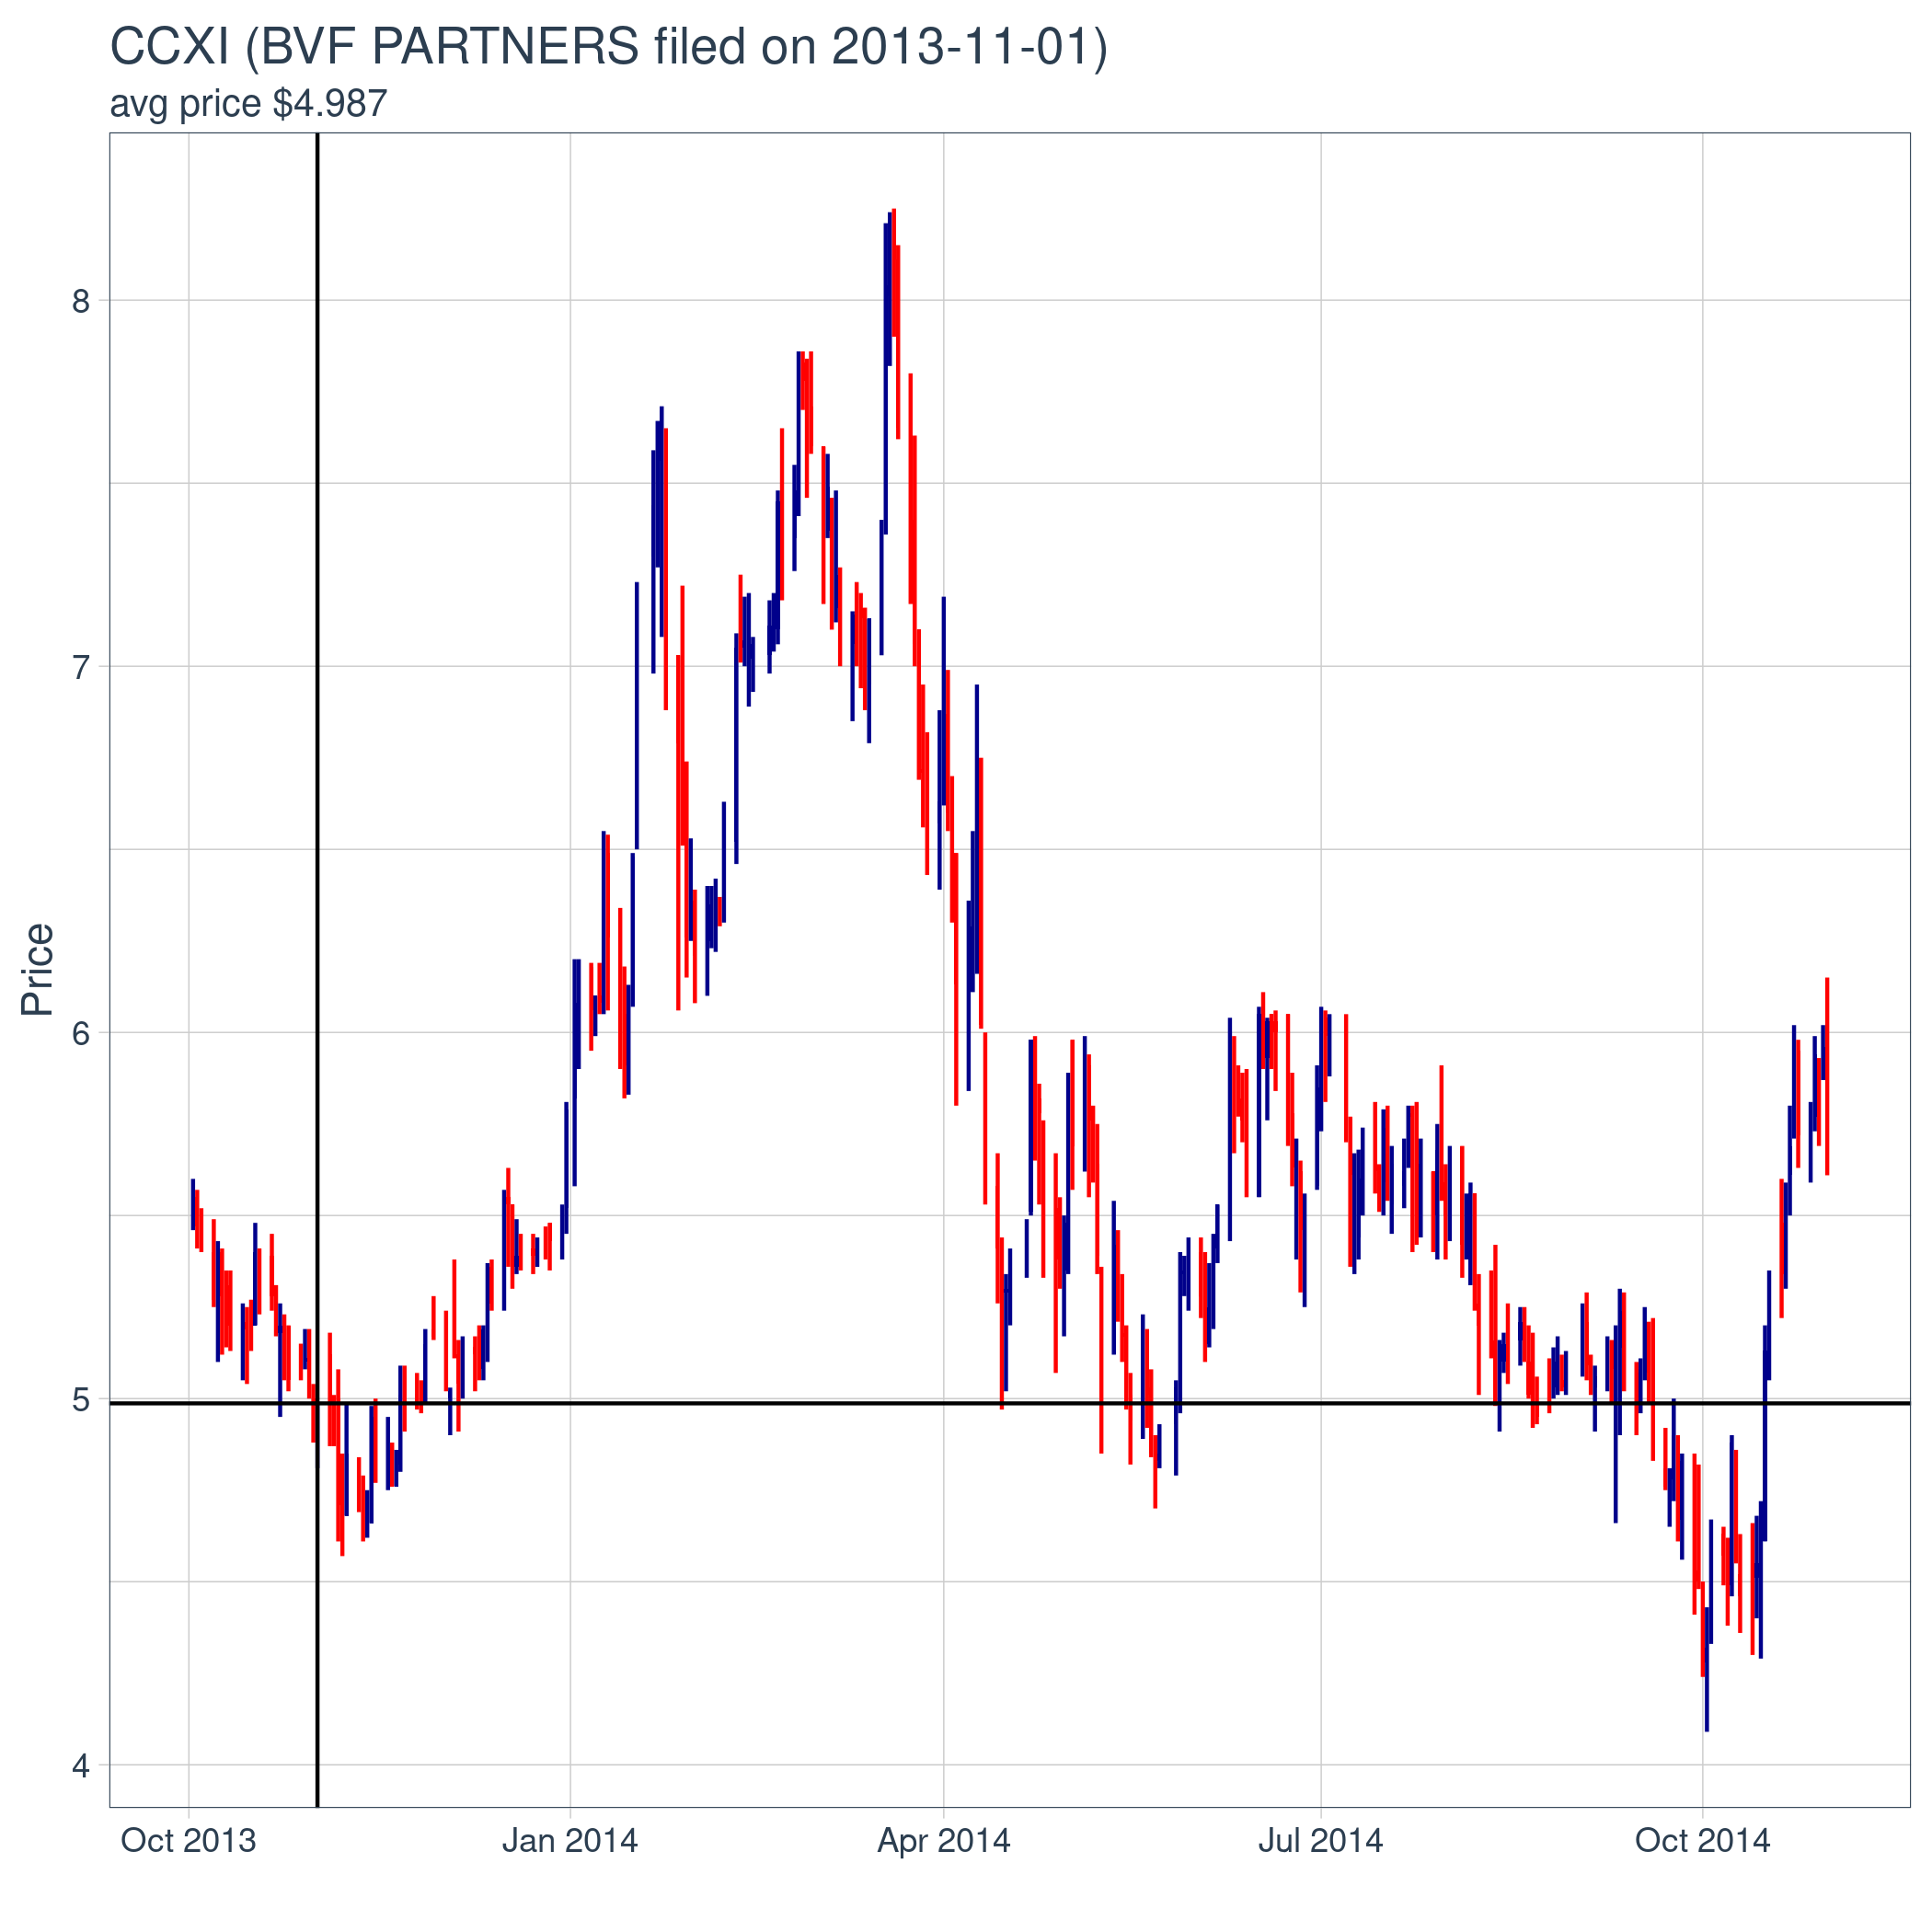 CCXI (BVF PARTNERS filed on 2013-11-01)
avg price $4.987
8
7
6
5
4
Price
Oct 2013
Jan 2014
Apr 2014
Jul 2014
Oct 2014